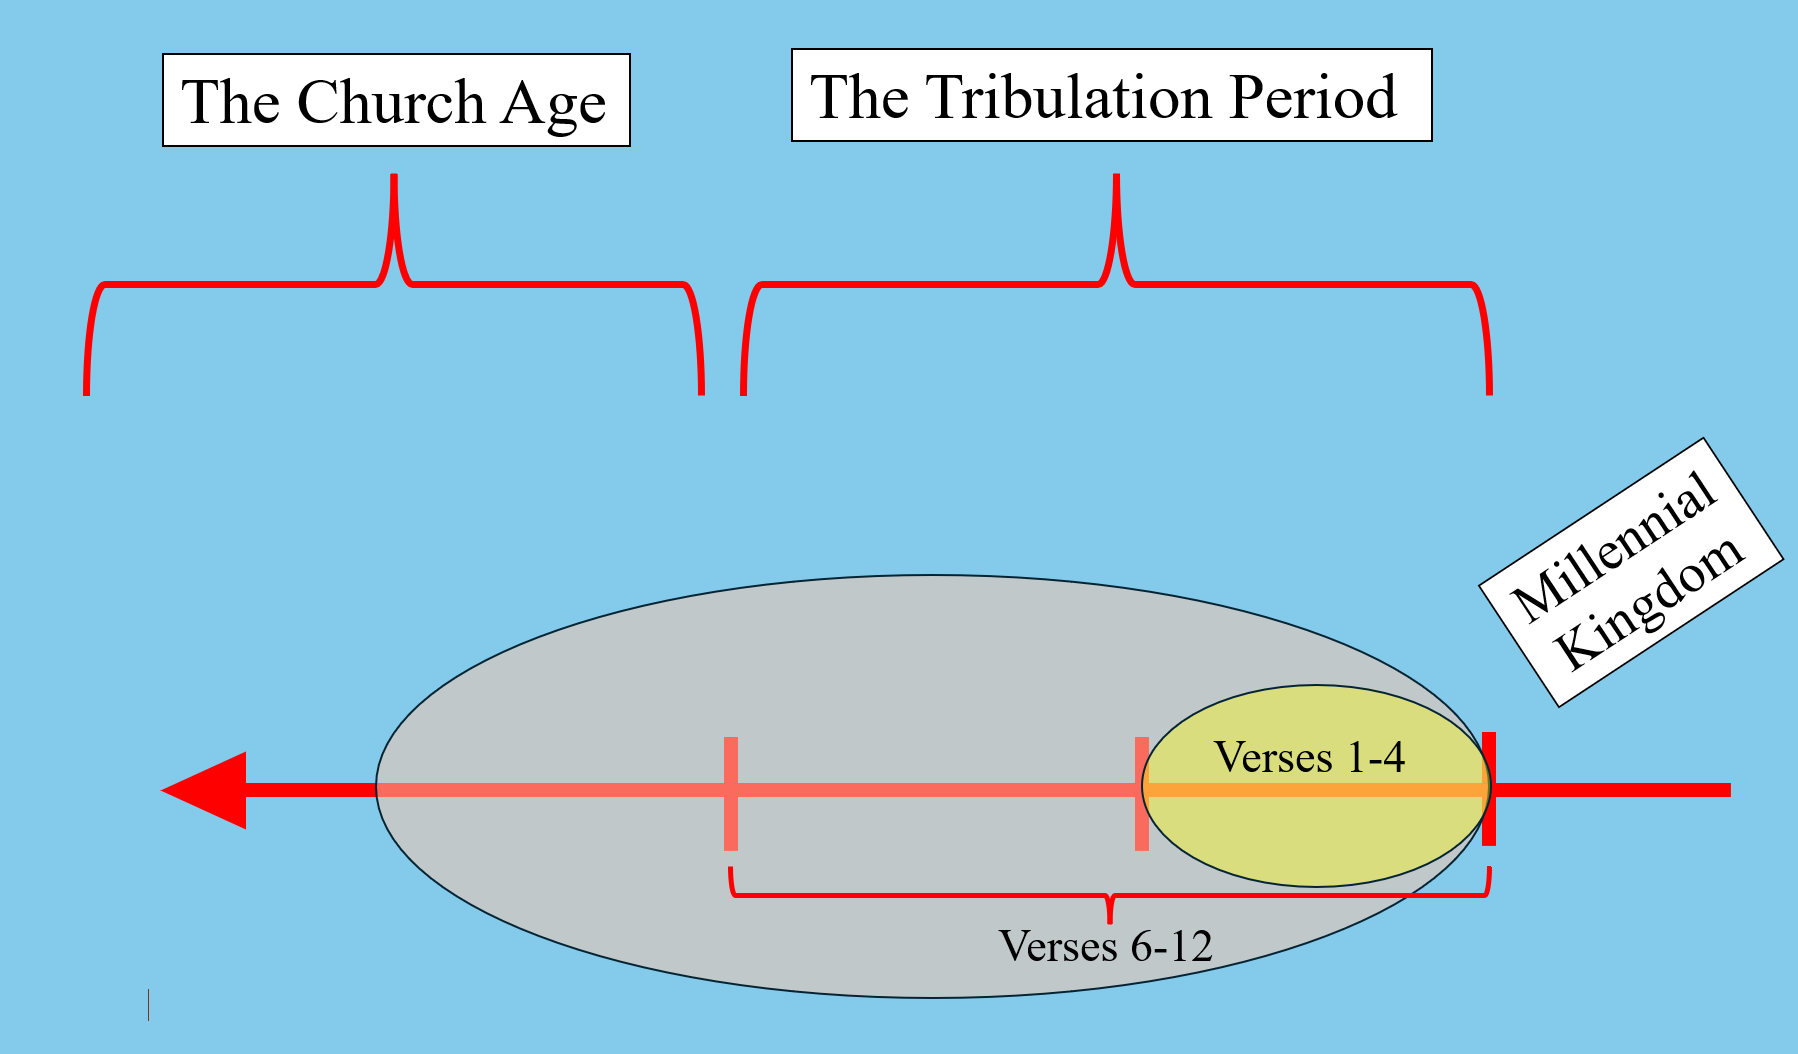 The Church Age
The Tribulation Period
Millennial
Kingdom
Verses 1-4
Verses 6-12